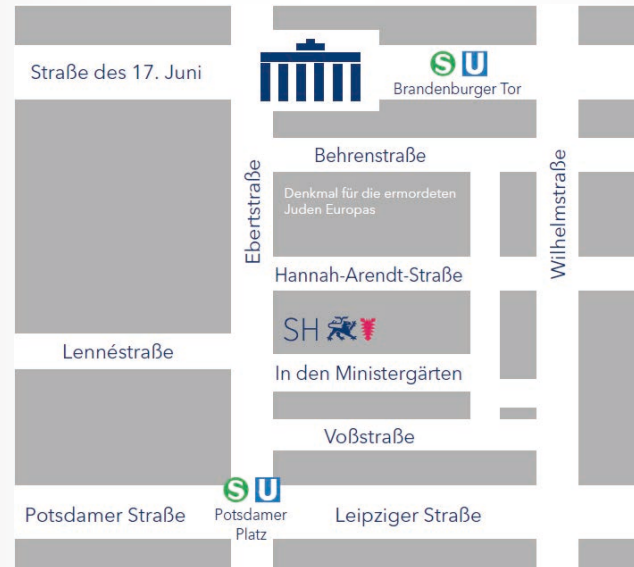 Straße des 17. Juni
S U
Brandenburger Tor
Behrenstraße
Ebertstraße
Denkmal für die ermordeten
Juden Europas
Wilhelmstraße
Hannah-Arendt-Straße
SH
Lennéstraße
In den Ministergärten
Voßstraße
S U
Potsdamer Straße
Potsdamer
Platz
Leipziger Straße